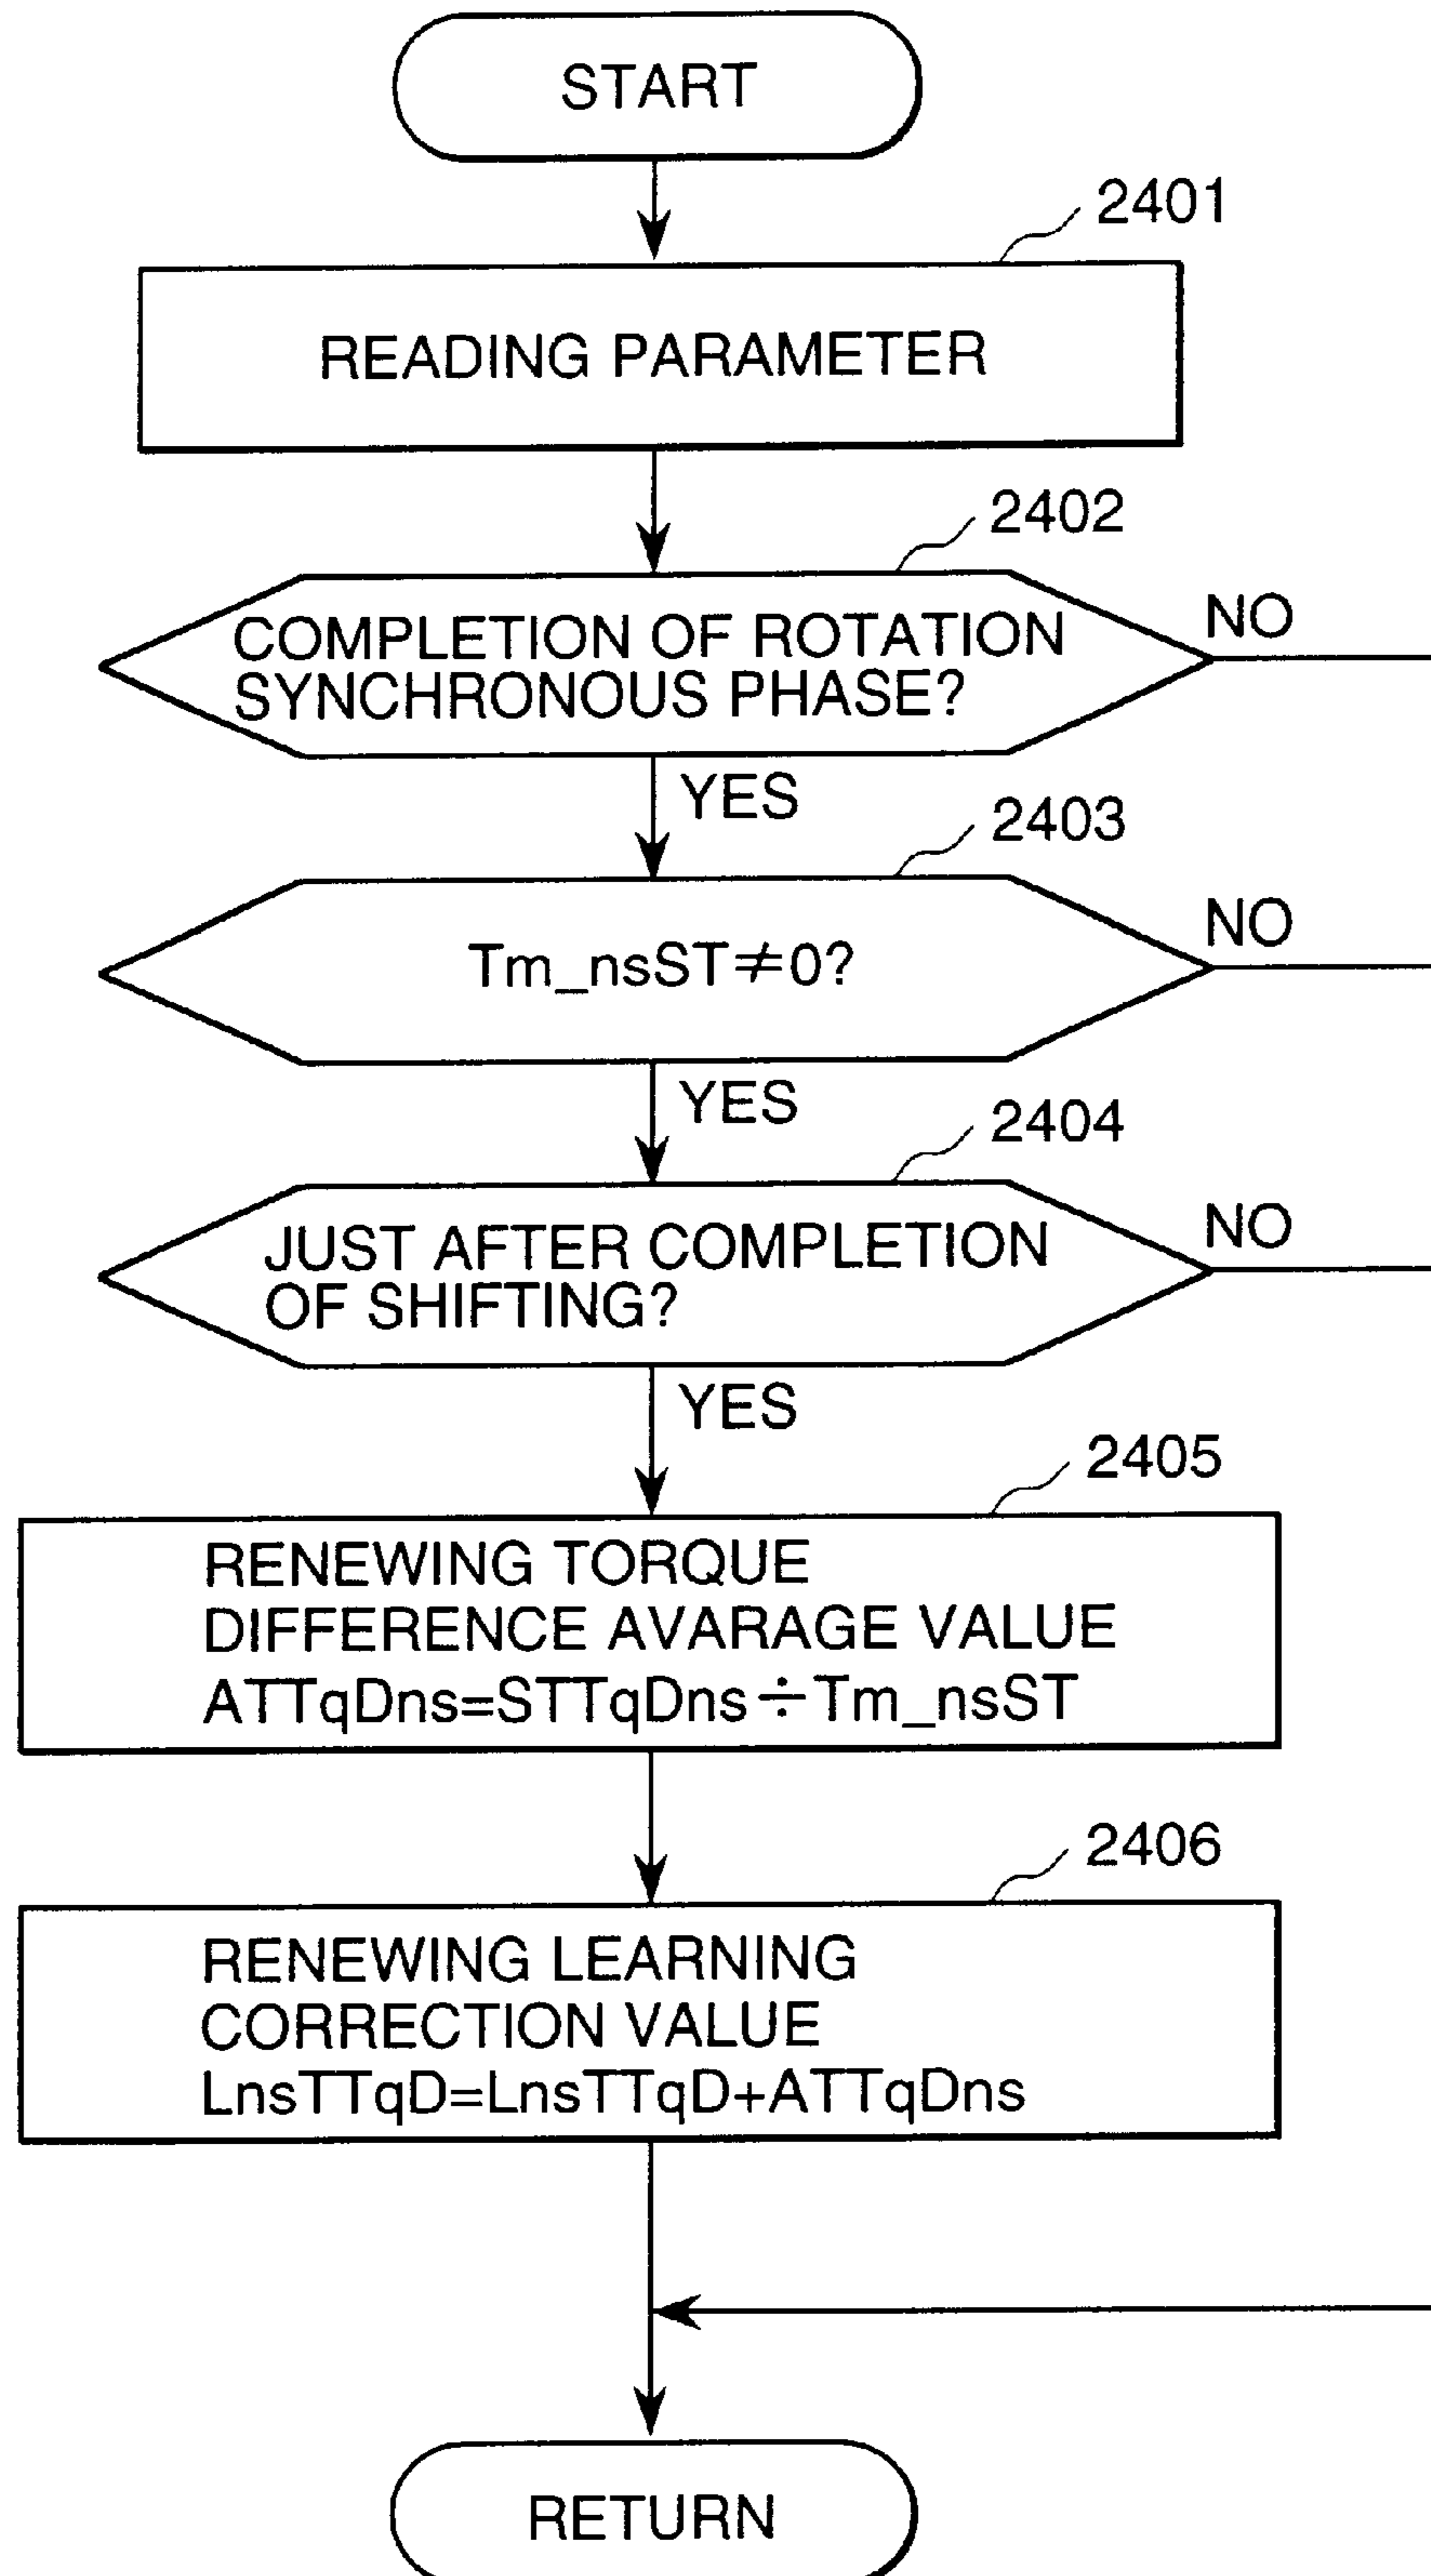 START
2401
READING PARAMETER
2402
COMPLETION OF ROTATION
SYNCHRONOUS PHASE?
NO
YES
2403
Tm_nsST≠0?
NO
YES
2404
JUST AFTER COMPLETION
OF SHIFTING?
NO
YES
2405
RENEWING TORQUE
DIFFERENCE AVARAGE VALUE
ATTqDns=STTqDns÷Tm_nsST
2406
RENEWING LEARNING
CORRECTION VALUE
LnsTTqD=LnsTTqD+ATTqDns
RETURN